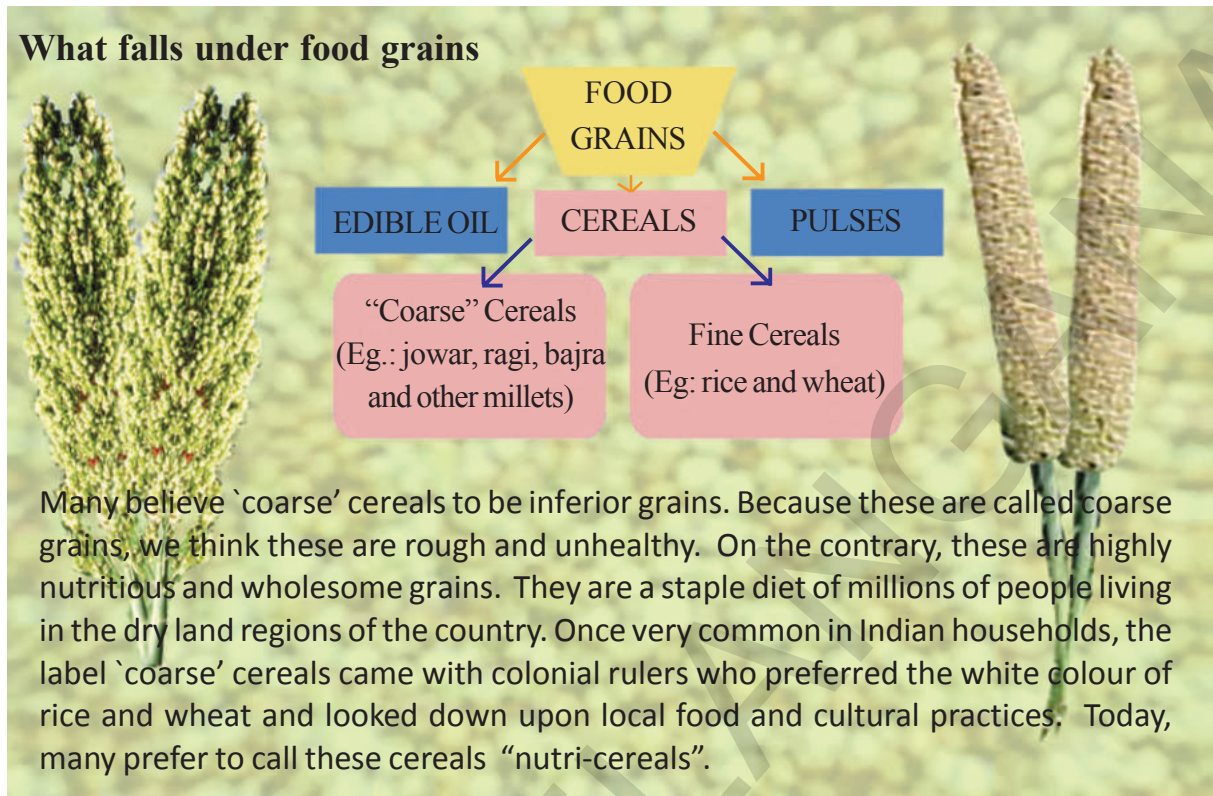 What falls under food grains
FOOD
GRAINS
EDIBLE OIL
CEREALS
PULSES
“Coarse” Cereals
(Eg.: jowar, ragi, bajra
and other millets)
Fine Cereals
(Eg: rice and wheat)
Many believe `coarse’ cereals to be inferior grains. Because these are called coarse
grains, we think these are rough and unhealthy. On the contrary, these are highly
nutritious and wholesome grains. They are a staple diet of millions of people living
in the dry land regions of the country. Once very common in Indian households, the
label `coarse’ cereals came with colonial rulers who preferred the white colour of
rice and wheat and looked down upon local food and cultural practices. Today,
many prefer to call these cereals “nutri-cereals”.